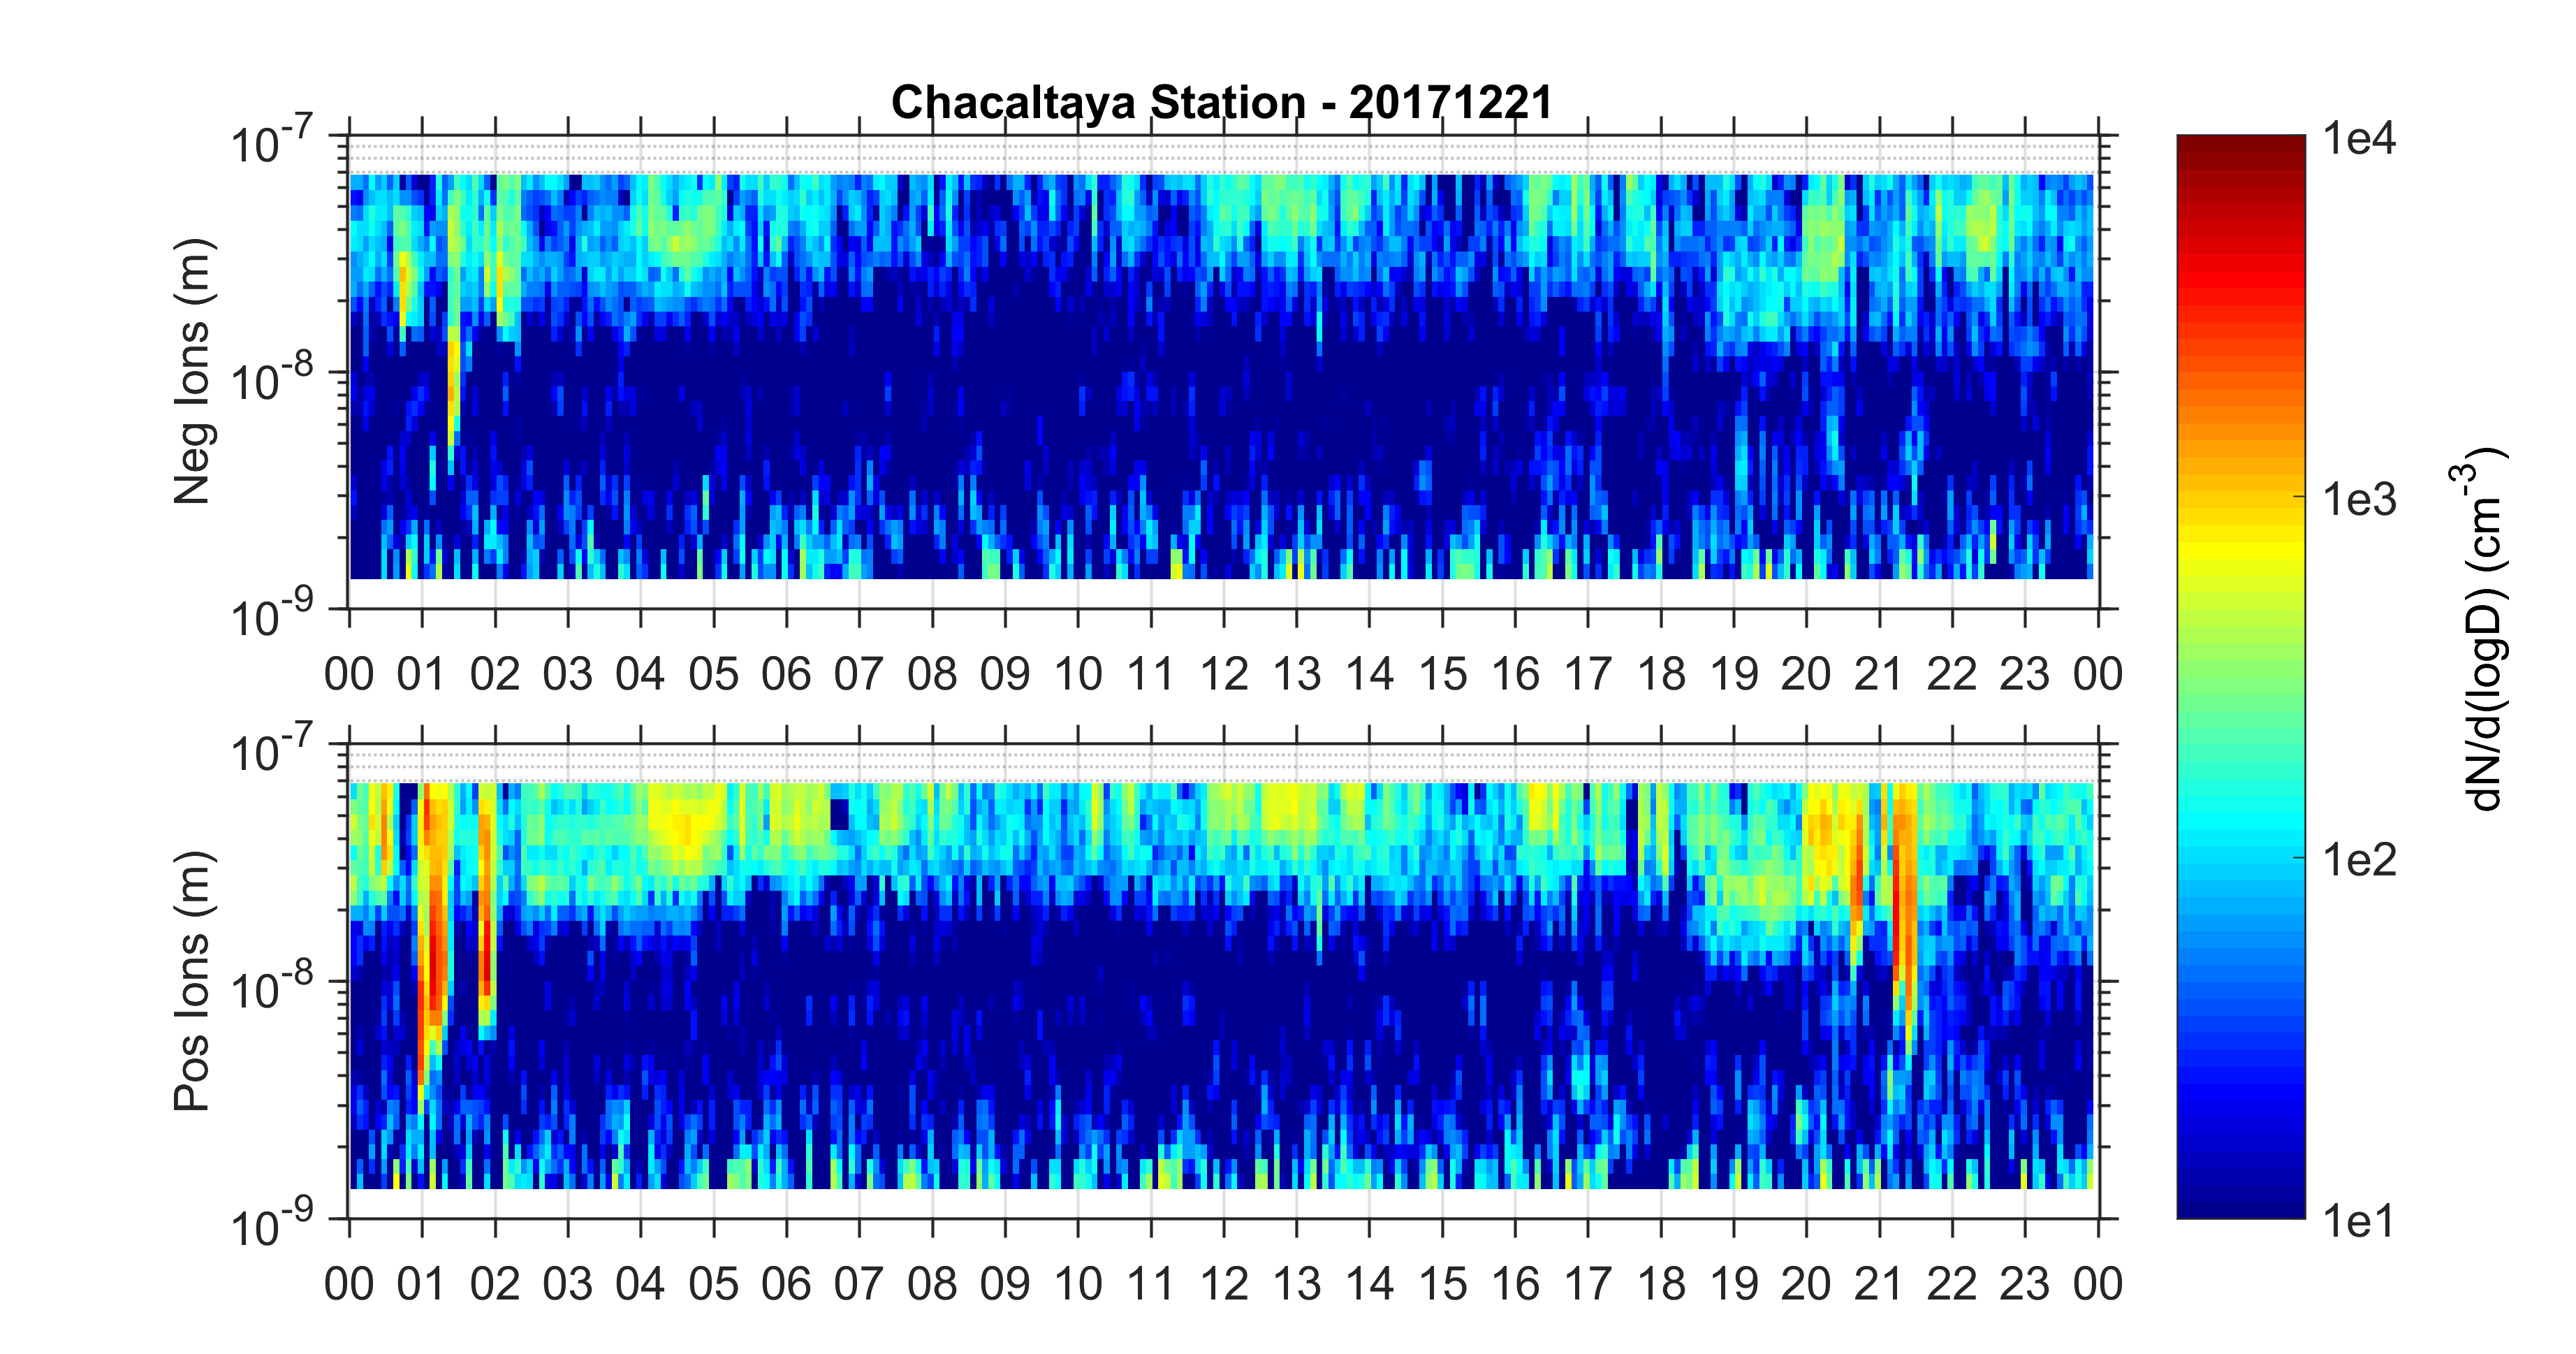 Chacaltaya Station - 20171221
10-7
10-8
10-9
Neg Ions (m)
00 01 02 03 04 05 06 07 08 09 10 11 12 13 14 15 16 17 18 19 20 21 22 23 00
10-7
10-8
10-9
Pos Ions (m)
00 01 02 03 04 05 06 07 08 09 10 11 12 13 14 15 16 17 18 19 20 21 22 23 00
1e4
1e3
1e2
1e1
dN/d(logD) (cm-3)